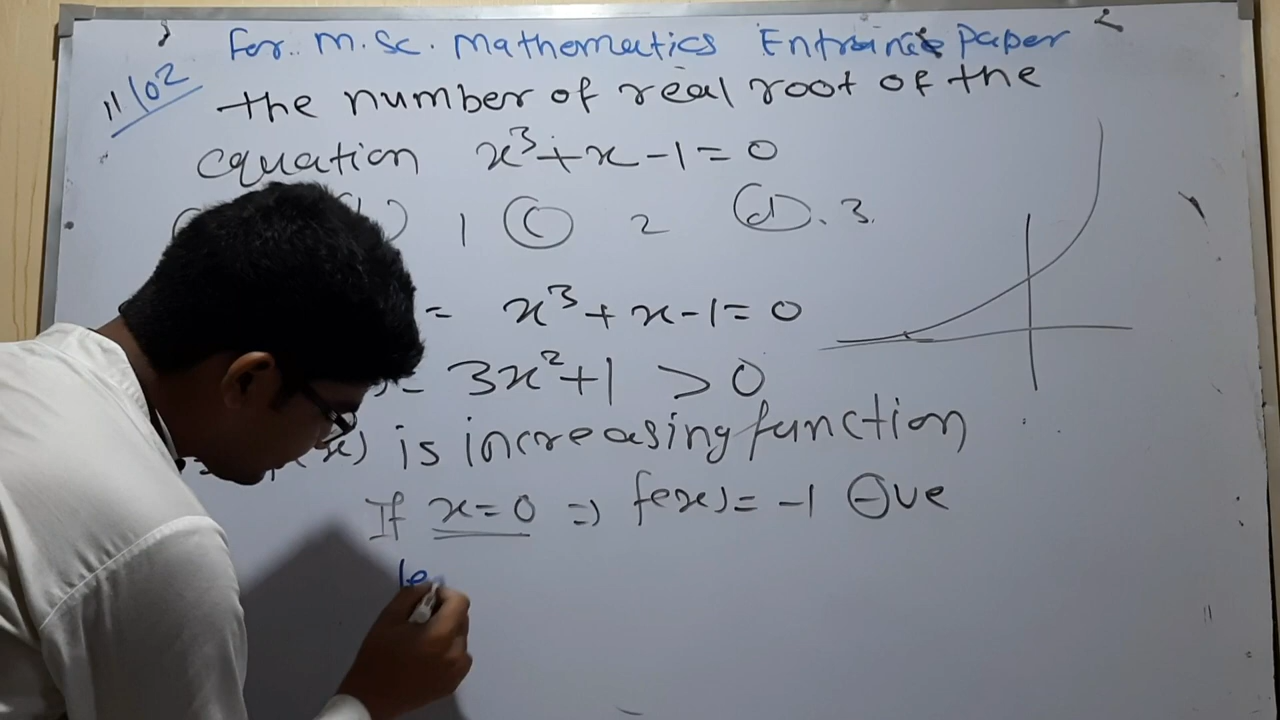 For M.Sc. Mathematics Entrance Paper
11/02
the number of real root of the
equation x³+x-1=0
b) 1 (C) 2 (d). 3.
= x³+x-1=0
= 3x²+1 > 0
f(x) is increasing function
If x=0 => f(x)= -1 ⊖ve
le